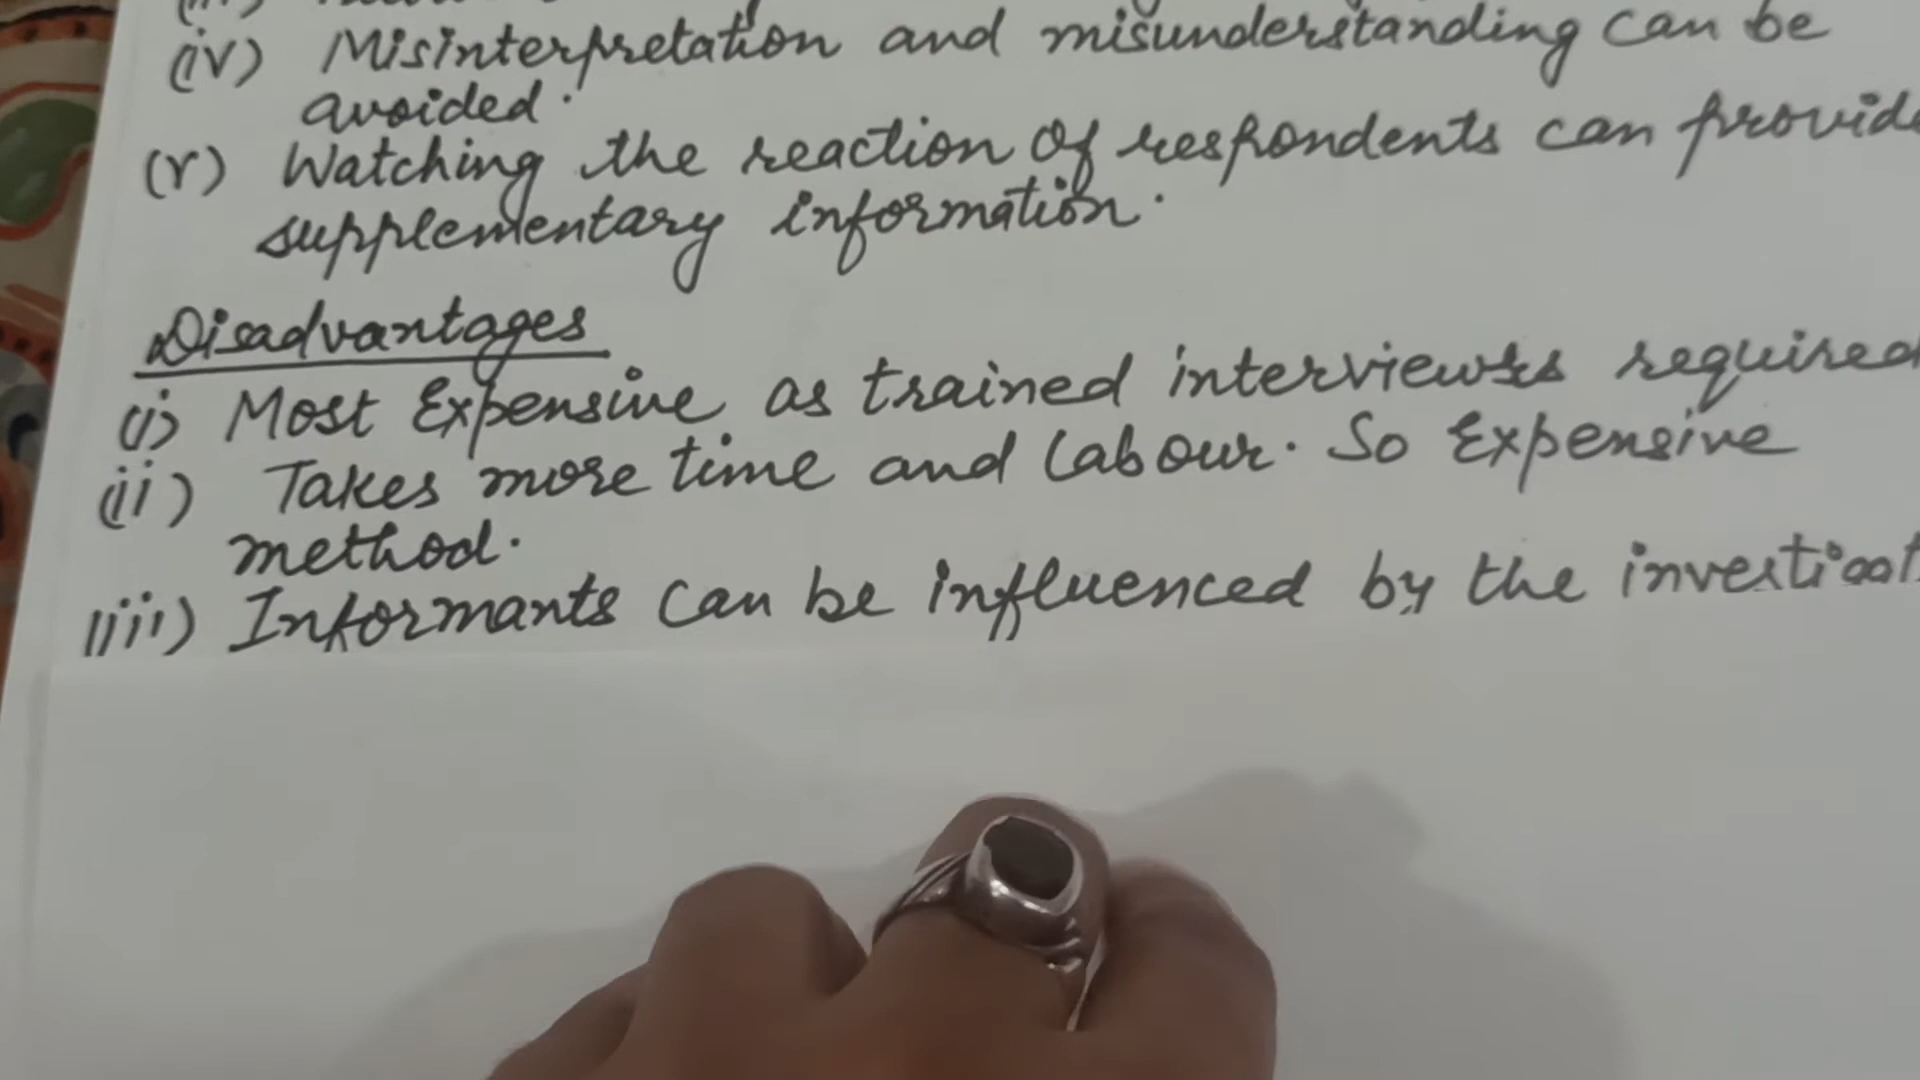 (iv) Misinterpretation and misunderstanding can be
avoided.
(v) Watching the reaction of respondents can provide
supplementary information.
Disadvantages
(i) Most Expensive as trained interviewers required
(ii) Takes more time and labour. So Expensive
method.
(iii) Informants can be influenced by the